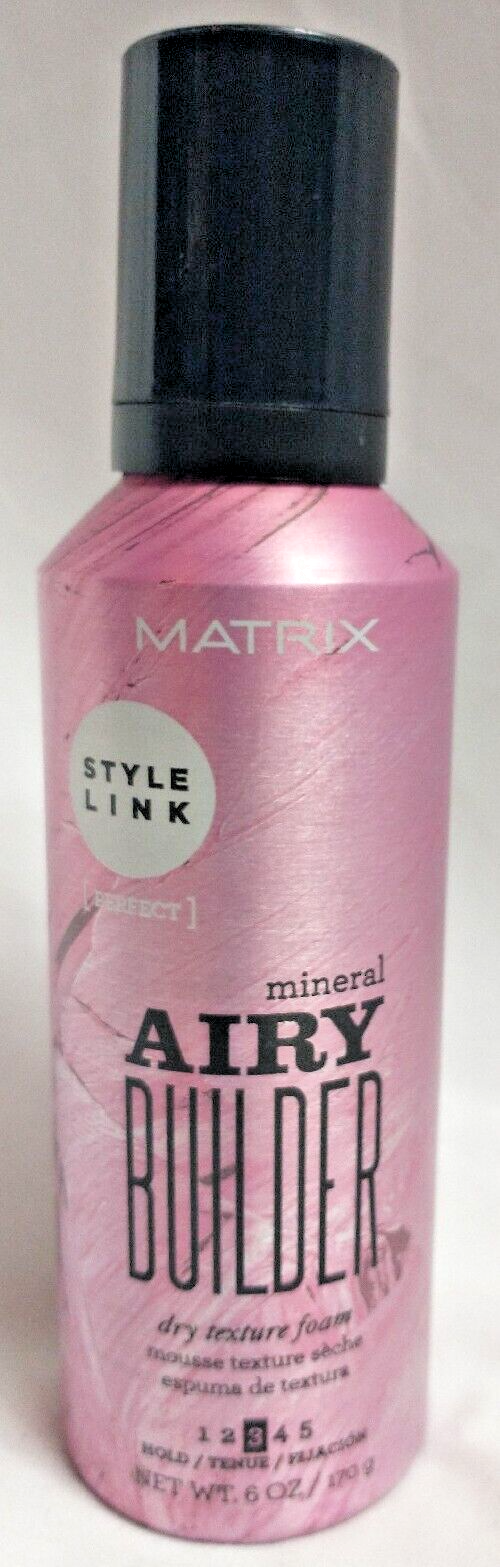 MATRIX
STYLE
LINK
[PERFECT]
mineral
AIRY
BUILDER
dry texture foam
mousse texture sèche
espuma de textura
1 2 3 4 5
HOLD / TENUE / FIJACIÓN
NET WT. 6 OZ / 170 g